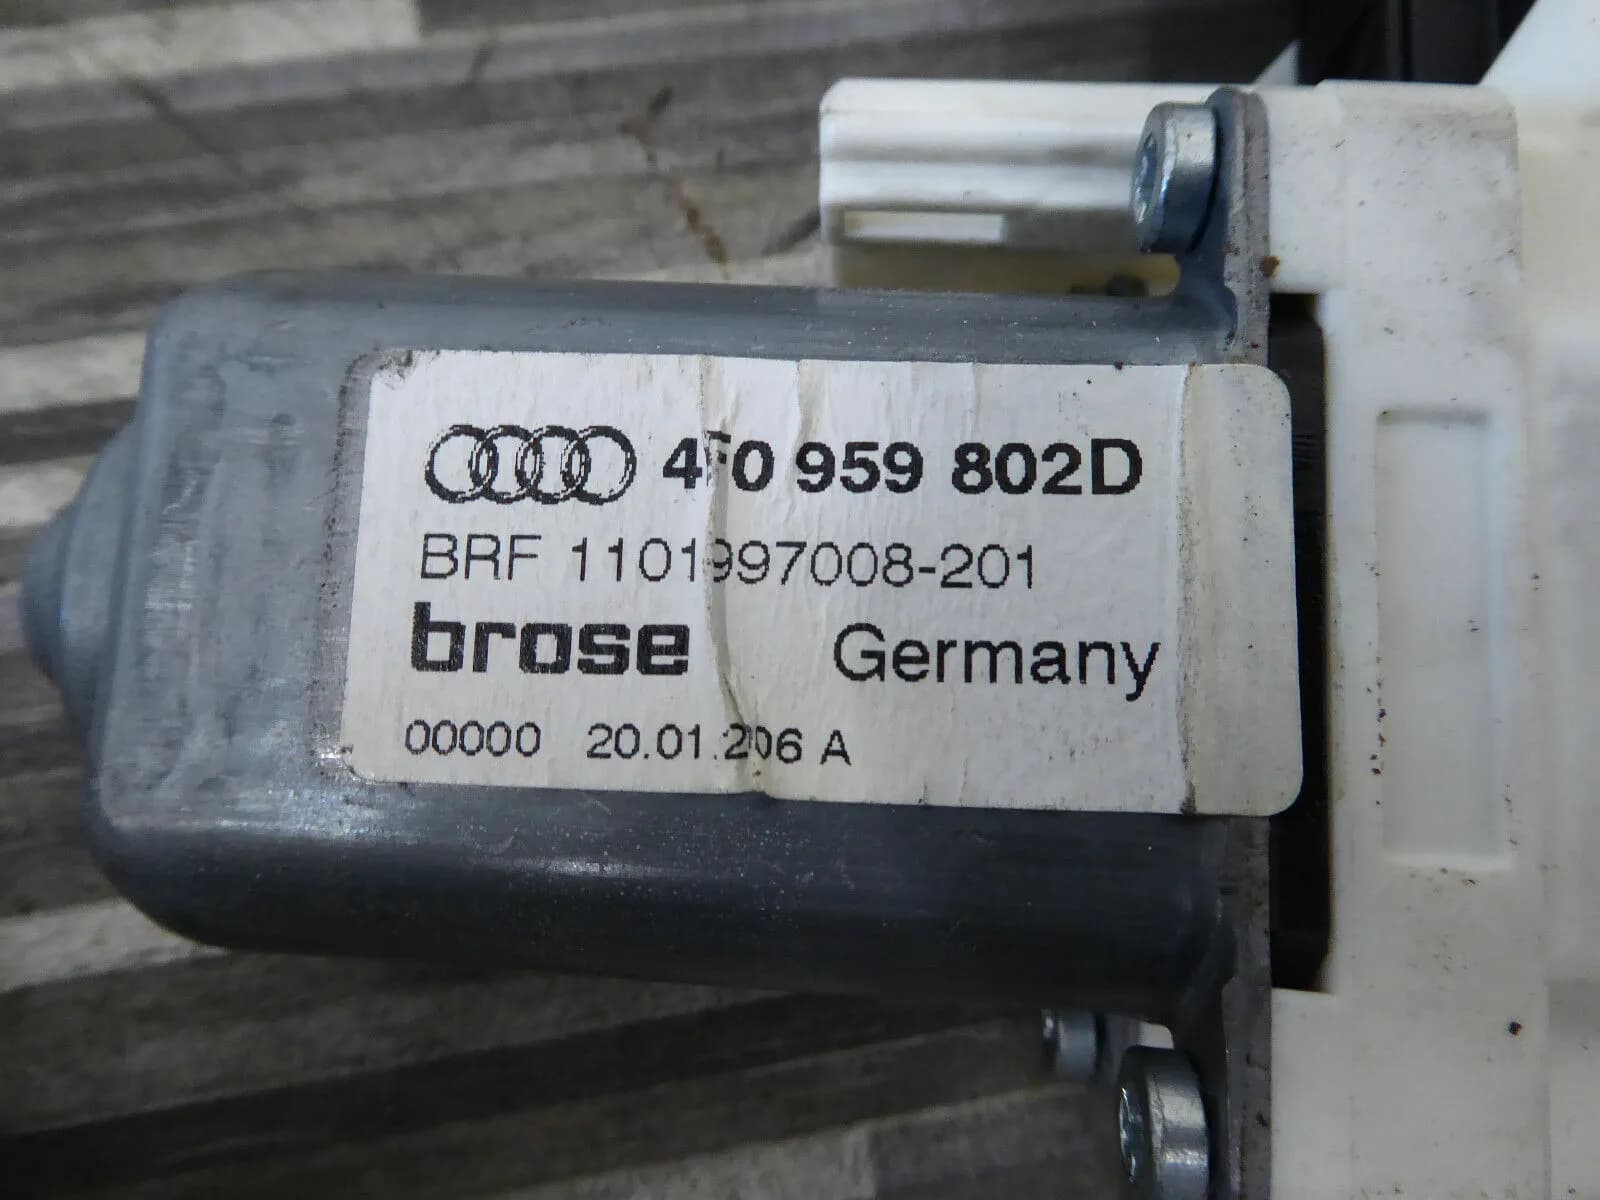 4F0 959 802D
BRF 1101997008-201
brose Germany
00000 20.01.206 A